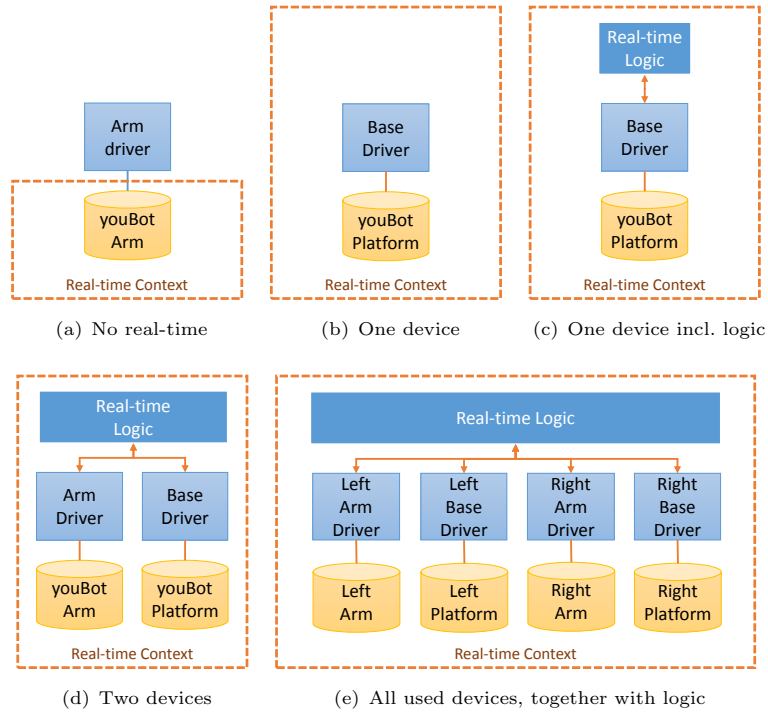 Arm
driver
youBot
Arm
Real-time Context
(a) No real-time
Base
Driver
youBot
Platform
Real-time Context
(b) One device
Real-time
Logic
Base
Driver
youBot
Platform
Real-time Context
(c) One device incl. logic
Real-time
Logic
Arm
Driver
Base
Driver
youBot
Arm
youBot
Platform
Real-time Context
(d) Two devices
Real-time Logic
Left
Arm
Driver
Left
Base
Driver
Right
Arm
Driver
Right
Base
Driver
Left
Arm
Left
Platform
Right
Arm
Right
Platform
Real-time Context
(e) All used devices, together with logic